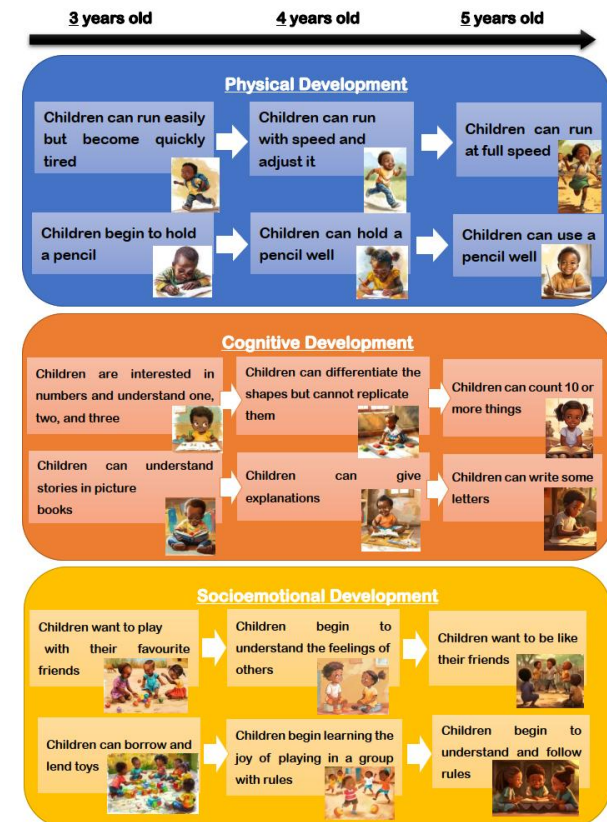 3 years old 4 years old 5 years old
Physical Development
Children can run easily
but become quickly
tired
Children can run
with speed and
adjust it
Children can run
at full speed
Children begin to hold
a pencil
Children can hold a
pencil well
Children can use a
pencil well
Cognitive Development
Children are interested in
numbers and understand one,
two, and three
Children can differentiate the
shapes but cannot replicate
them
Children can count 10 or
more things
Children can understand
stories in picture
books
Children can give
explanations
Children can write some
letters
Socioemotional Development
Children want to play
with their favourite
friends
Children begin to
understand the feelings of
others
Children want to be like
their friends
Children can borrow and
lend toys
Children begin learning the
joy of playing in a group
with rules
Children begin to
understand and follow
rules